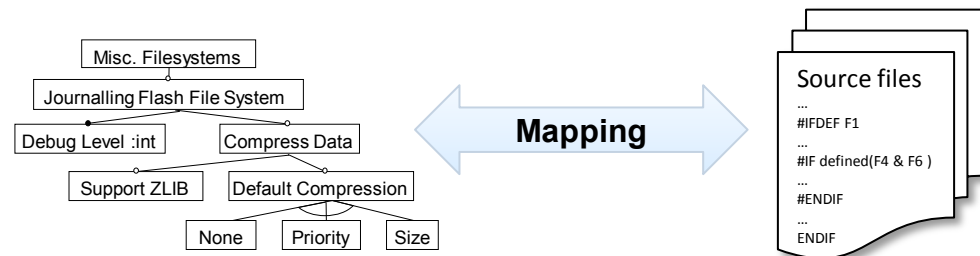 Misc. Filesystems
Journalling Flash File System
Debug Level :int
Compress Data
Support ZLIB
Default Compression
None
Priority
Size
Mapping
Source files
...
#IFDEF F1
...
#IF defined(F4 & F6 )
...
#ENDIF
...
ENDIF